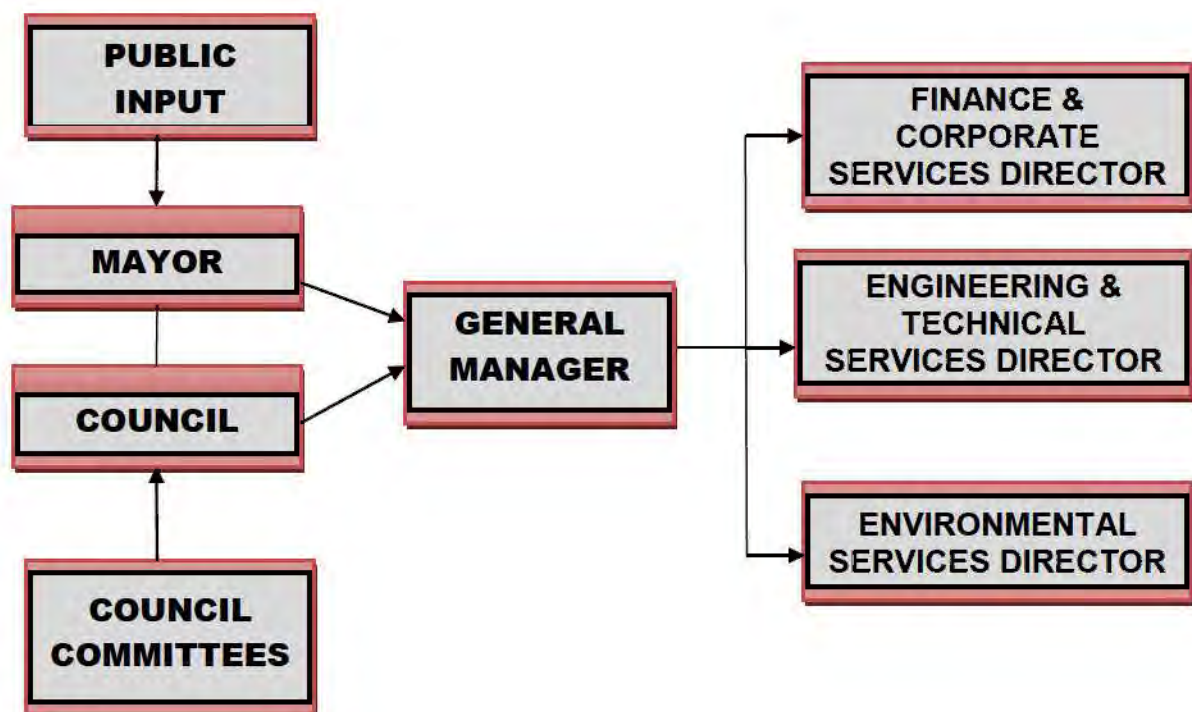 PUBLIC
INPUT
MAYOR
COUNCIL
COUNCIL
COMMITTEES
GENERAL
MANAGER
FINANCE &
CORPORATE
SERVICES DIRECTOR
ENGINEERING &
TECHNICAL
SERVICES DIRECTOR
ENVIRONMENTAL
SERVICES DIRECTOR